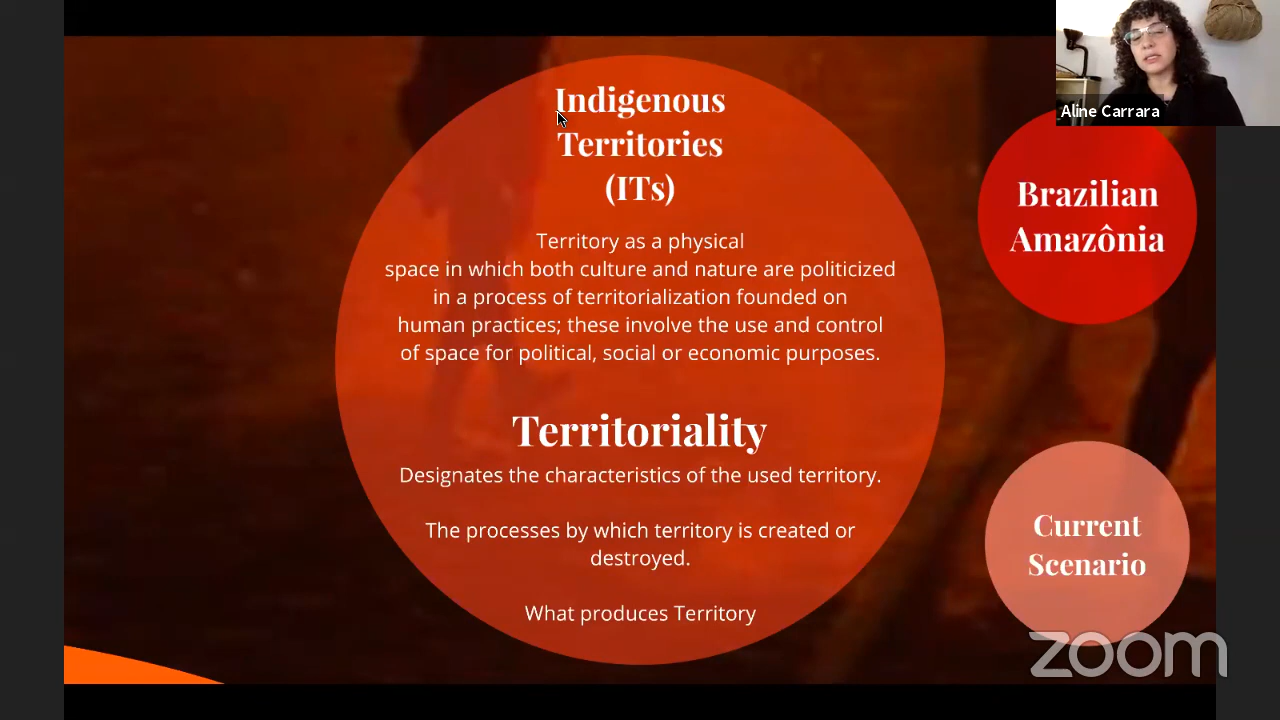 Indigenous
Territories
(ITs)
Territory as a physical
space in which both culture and nature are politicized
in a process of territorialization founded on
human practices; these involve the use and control
of space for political, social or economic purposes.
Territoriality
Designates the characteristics of the used territory.
The processes by which territory is created or
destroyed.
What produces Territory
Aline Carrara
Brazilian
Amazônia
Current
Scenario
zoom